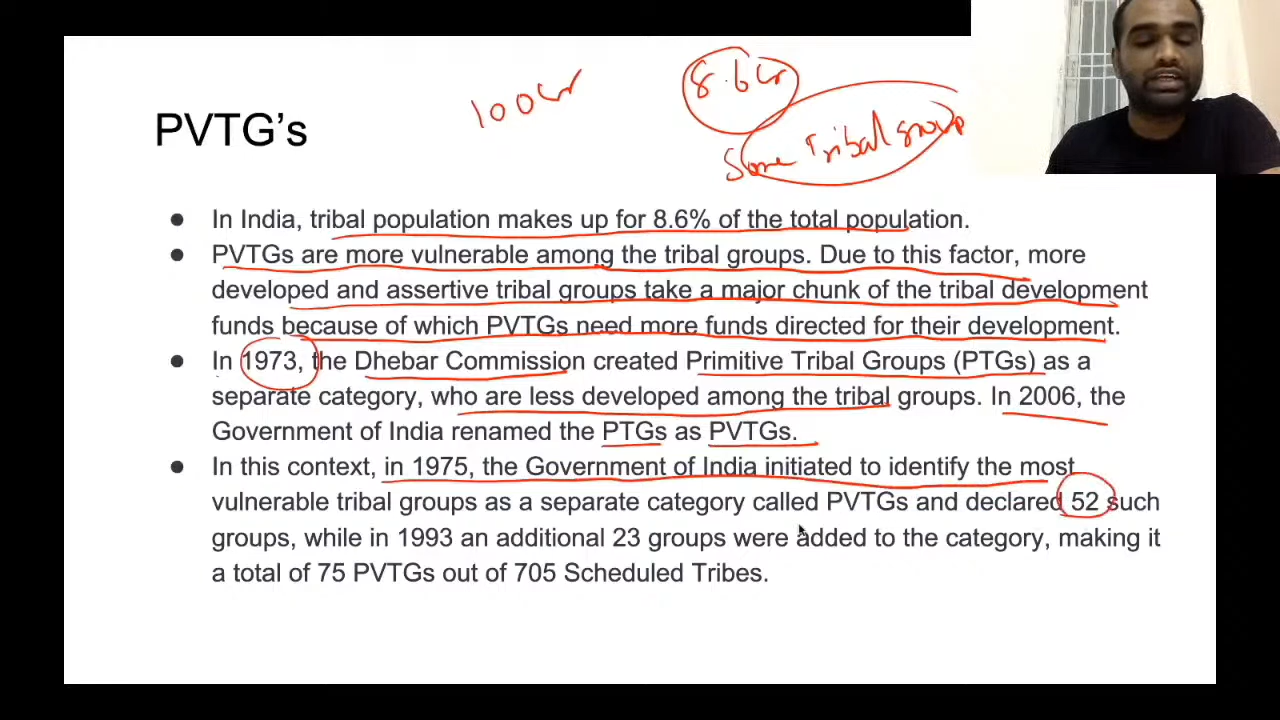 100 Cr
8.6 Cr
Some Tribal groups
PVTG's
● In India, tribal population makes up for 8.6% of the total population.
● PVTGs are more vulnerable among the tribal groups. Due to this factor, more
developed and assertive tribal groups take a major chunk of the tribal development
funds because of which PVTGs need more funds directed for their development.
● In 1973, the Dhebar Commission created Primitive Tribal Groups (PTGs) as a
separate category, who are less developed among the tribal groups. In 2006, the
Government of India renamed the PTGs as PVTGs.
● In this context, in 1975, the Government of India initiated to identify the most
vulnerable tribal groups as a separate category called PVTGs and declared 52 such
groups, while in 1993 an additional 23 groups were added to the category, making it
a total of 75 PVTGs out of 705 Scheduled Tribes.